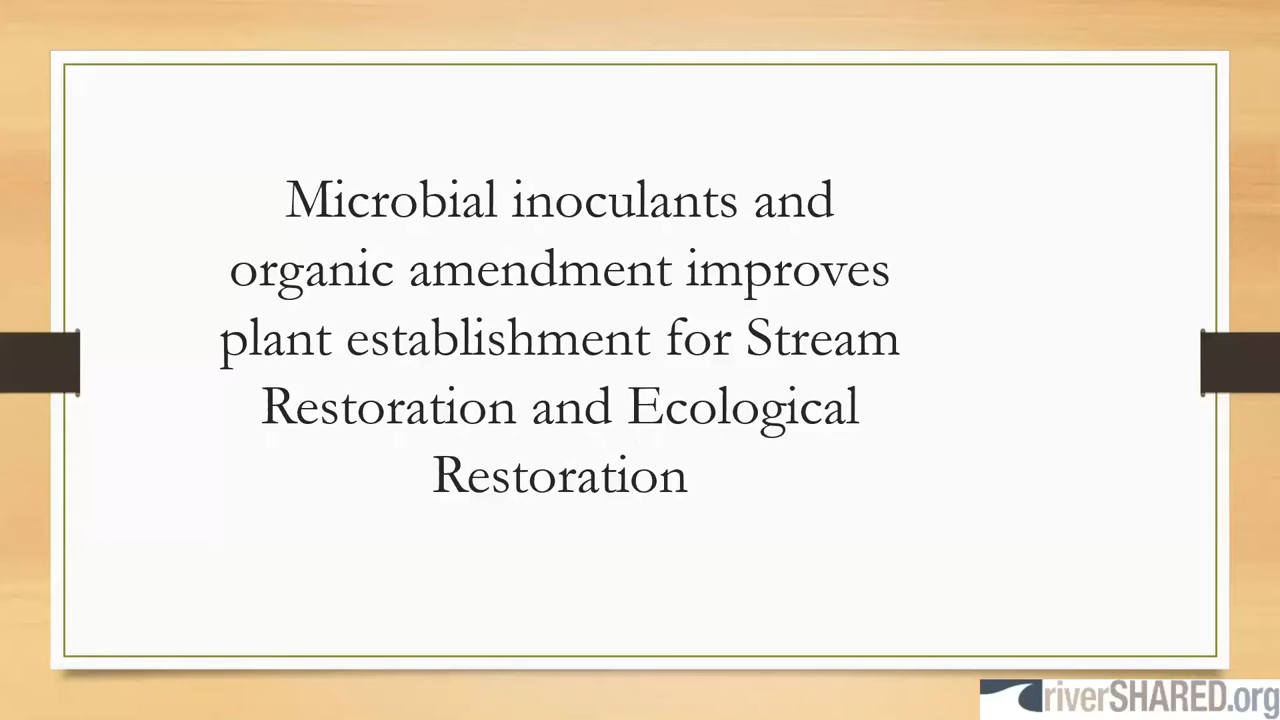 Microbial inoculants and
organic amendment improves
plant establishment for Stream
Restoration and Ecological
Restoration
riverSHARED.org